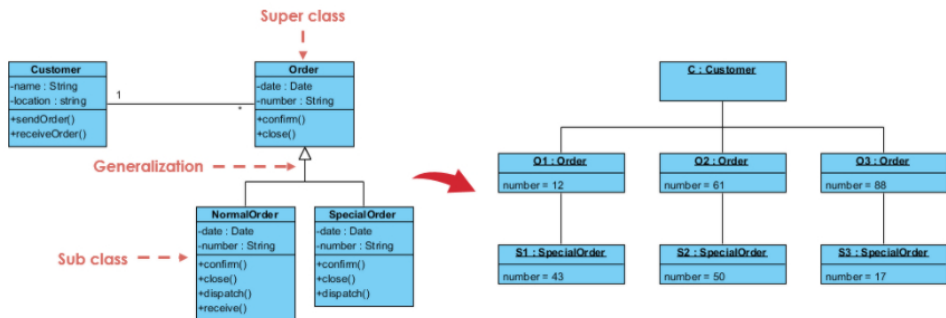 Super class
Customer
-name : String
-location : string
+sendOrder()
+receiveOrder()
1
*
Order
-date : Date
-number : String
+confirm()
+close()
Generalization
NormalOrder
-date : Date
-number : String
+confirm()
+close()
+dispatch()
+receive()
SpecialOrder
-date : Date
-number : String
+confirm()
+close()
+dispatch()
Sub class
C : Customer
O1 : Order
number = 12
O2 : Order
number = 61
O3 : Order
number = 88
S1 : SpecialOrder
number = 43
S2 : SpecialOrder
number = 50
S3 : SpecialOrder
number = 17